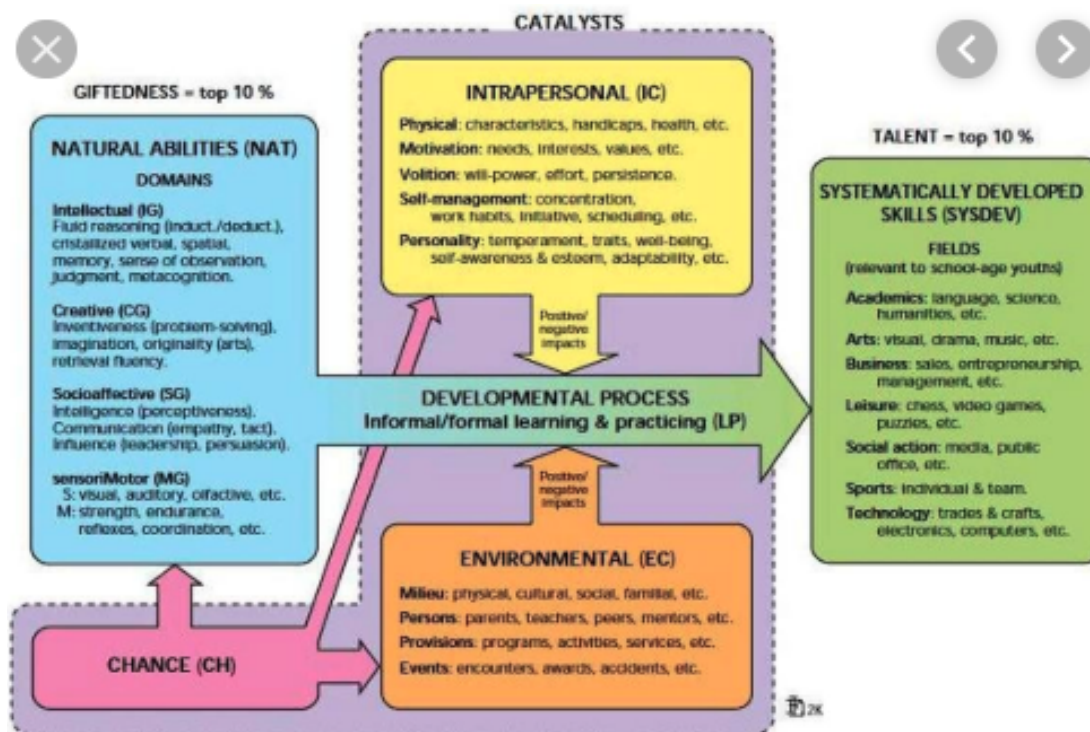 CATALYSTS
GIFTEDNESS = top 10 %
NATURAL ABILITIES (NAT)
DOMAINS
Intellectual (IG)
Fluid reasoning (induct./deduct.),
cristallized verbal, spatial,
memory, sense of observation,
judgment, metacognition.
Creative (CG)
Inventiveness (problem-solving),
imagination, originality (arts),
retrieval fluency.
Socioaffective (SG)
Intelligence (perceptiveness).
Communication (empathy, tact).
Influence (leadership, persuasion).
sensoriMotor (MG)
S: visual, auditory, olfactive, etc.
M: strength, endurance,
reflexes, coordination, etc.
CHANCE (CH)
INTRAPERSONAL (IC)
Physical: characteristics, handicaps, health, etc.
Motivation: needs, interests, values, etc.
Volition: will-power, effort, persistence.
Self-management: concentration,
work habits, initiative, scheduling, etc.
Personality: temperament, traits, well-being,
self-awareness & esteem, adaptability, etc.
Positive/
negative
impacts
DEVELOPMENTAL PROCESS
Informal/formal learning & practicing (LP)
Positive/
negative
impacts
ENVIRONMENTAL (EC)
Milieu: physical, cultural, social, familial, etc.
Persons: parents, teachers, peers, mentors, etc.
Provisions: programs, activities, services, etc.
Events: encounters, awards, accidents, etc.
TALENT = top 10 %
SYSTEMATICALLY DEVELOPED
SKILLS (SYSDEV)
FIELDS
(relevant to school-age youths)
Academics: language, science,
humanities, etc.
Arts: visual, drama, music, etc.
Business: sales, entrepreneurship,
management, etc.
Leisure: chess, video games,
puzzles, etc.
Social action: media, public
office, etc.
Sports: individual & team.
Technology: trades & crafts,
electronics, computers, etc.
2K